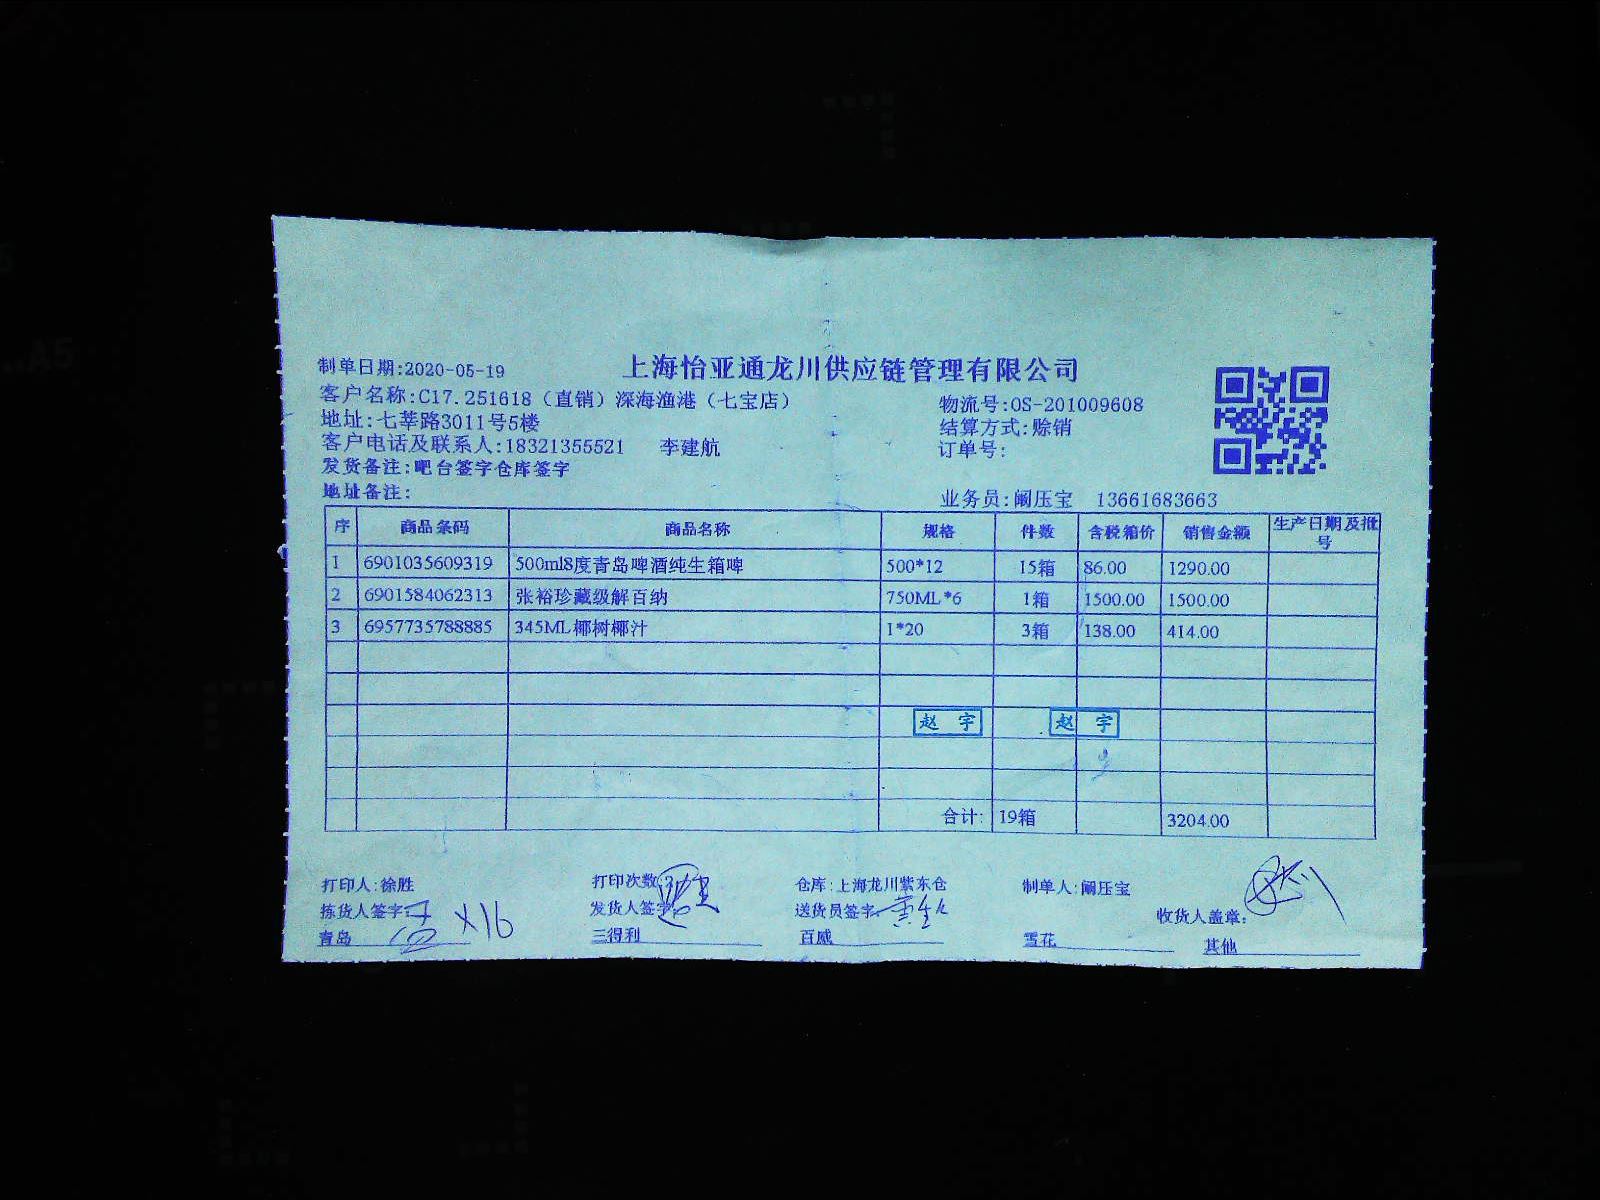 上海怡亚通龙川供应链管理有限公司
制单日期:2020-05-19
客户名称:C17.251618（直销）深海渔港（七宝店）
物流号:OS-201009608
地址:七莘路3011号5楼
结算方式:赊销
客户电话及联系人:18321355521 李建航
订单号:
发货备注:吧台签字仓库签字
地址备注:
业务员:阚压宝 13661683663
序 商品条码 商品名称 规格 件数 含税箱价 销售金额 生产日期及批号
1 6901035609319 500ml8度青岛啤酒纯生箱啤 500*12 15箱 86.00 1290.00
2 6901584062313 张裕珍藏级解百纳 750ML*6 1箱 1500.00 1500.00
3 6957735788885 345ML椰树椰汁 1*20 3箱 138.00 414.00
赵宇 赵宇
合计: 19箱 3204.00
打印人:徐胜 打印次数: 仓库:上海龙川紫东仓 制单人:阚压宝
拣货人签字: X16 发货人签字: 送货员签字: 收货人盖章:
青岛 三得利 百威 雪花 其他